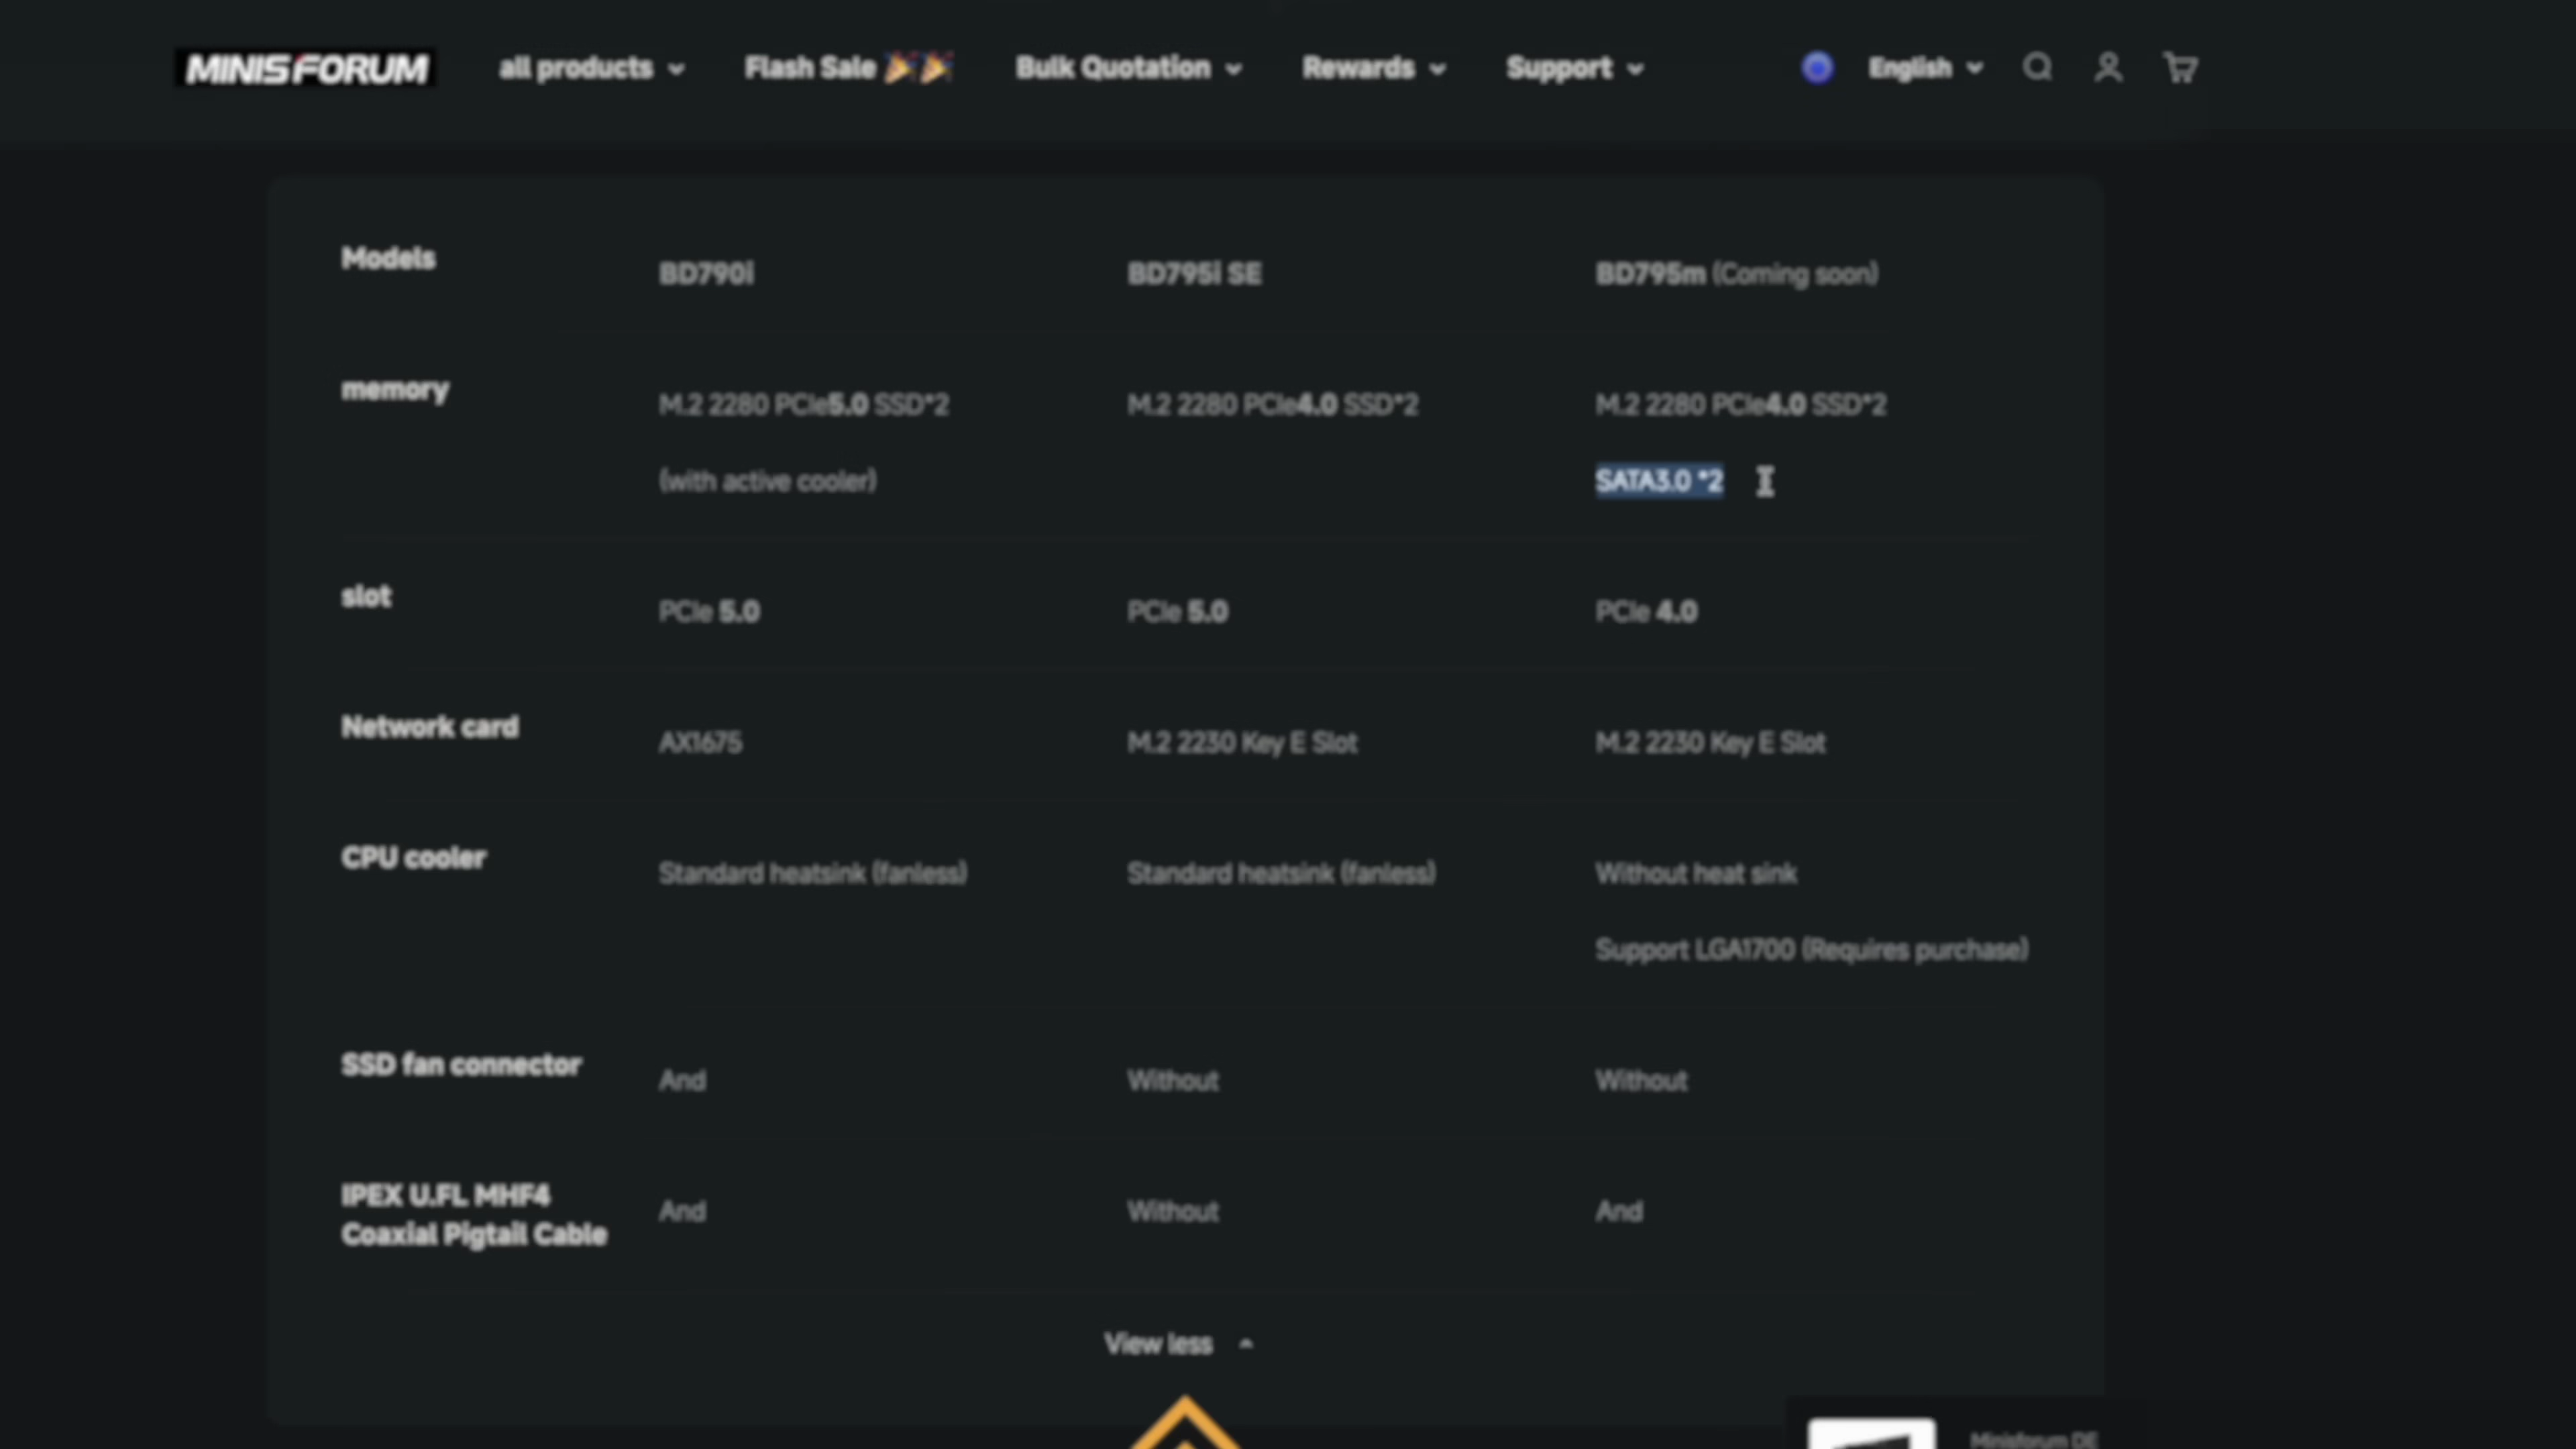 MINISFORUM all products Flash Sale 🎉🎉 Bulk Quotation Rewards Support English
Models BD790i BD795i SE BD795m (Coming soon)
memory M.2 2280 PCIe5.0 SSD*2 M.2 2280 PCIe4.0 SSD*2 M.2 2280 PCIe4.0 SSD*2
(with active cooler) SATA3.0 *2
slot PCIe 5.0 PCIe 5.0 PCIe 4.0
Network card AX1675 M.2 2230 Key E Slot M.2 2230 Key E Slot
CPU cooler Standard heatsink (fanless) Standard heatsink (fanless) Without heat sink
Support LGA1700 (Requires purchase)
SSD fan connector And Without Without
IPEX U.FL MHF4
Coaxial Pigtail Cable And Without And
View less
Minisforum DE